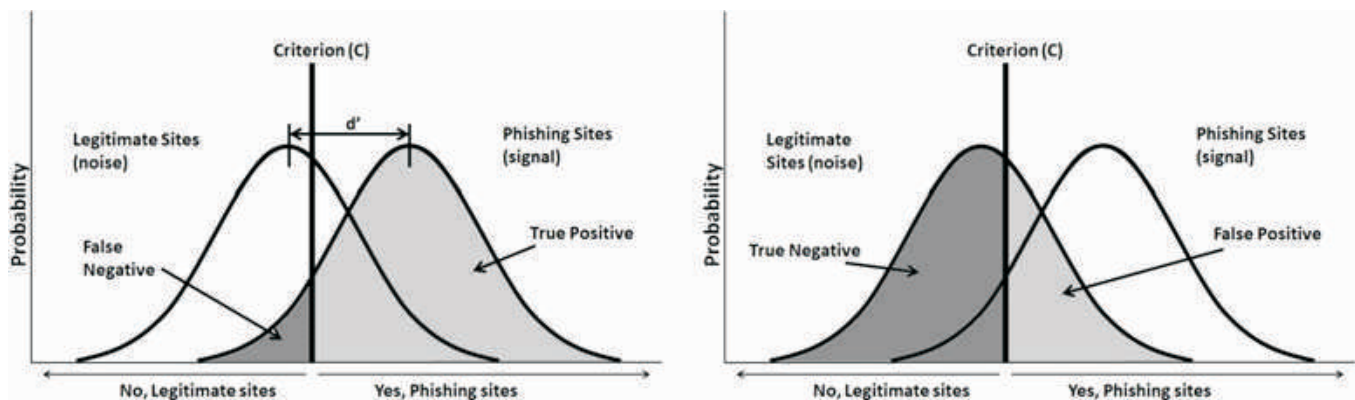 Criterion (C)
d'
Legitimate Sites
(noise)
Phishing Sites
(signal)
Probability
False
Negative
True Positive
No, Legitimate sites
Yes, Phishing sites
Criterion (C)
Legitimate
Sites (noise)
Phishing Sites
(signal)
Probability
True Negative
False Positive
No, Legitimate sites
Yes, Phishing sites